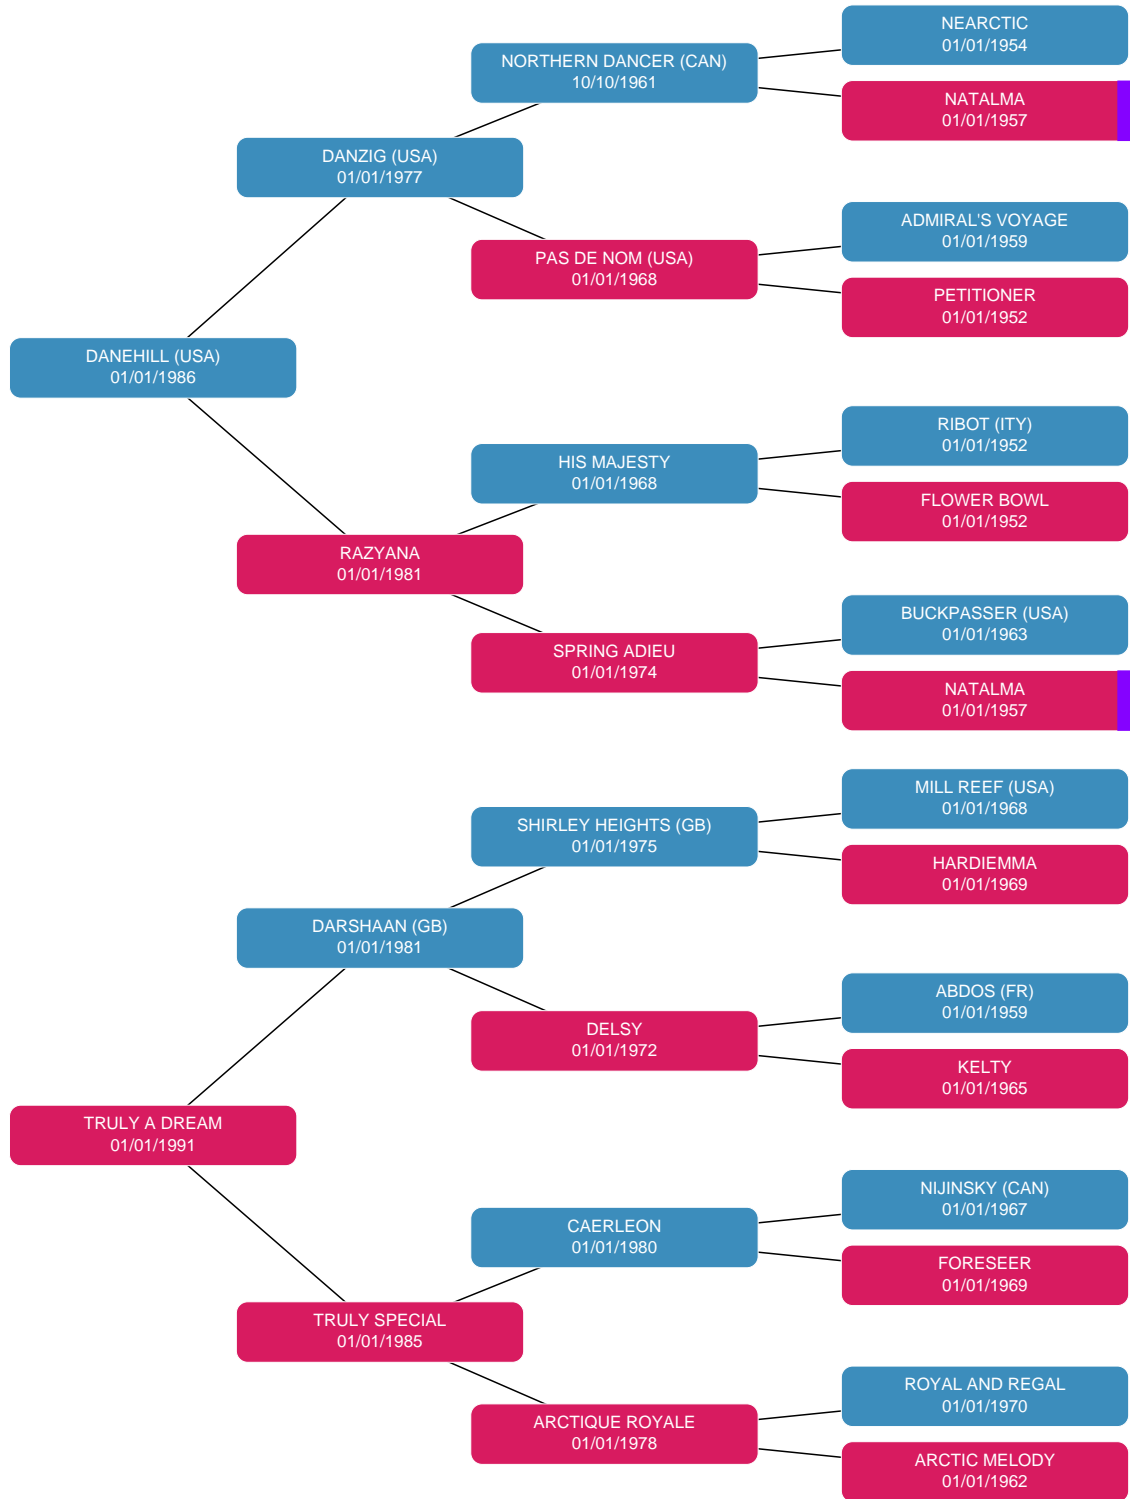 NEARCTIC
01/01/1954
NORTHERN DANCER (CAN)
10/10/1961
NATALMA
01/01/1957
DANZIG (USA)
01/01/1977
ADMIRAL'S VOYAGE
01/01/1959
PAS DE NOM (USA)
01/01/1968
PETITIONER
01/01/1952
DANEHILL (USA)
01/01/1986
RIBOT (ITY)
01/01/1952
HIS MAJESTY
01/01/1968
FLOWER BOWL
01/01/1952
RAZYANA
01/01/1981
BUCKPASSER (USA)
01/01/1963
SPRING ADIEU
01/01/1974
NATALMA
01/01/1957
MILL REEF (USA)
01/01/1968
SHIRLEY HEIGHTS (GB)
01/01/1975
HARDIEMMA
01/01/1969
DARSHAAN (GB)
01/01/1981
ABDOS (FR)
01/01/1959
DELSY
01/01/1972
KELTY
01/01/1965
TRULY A DREAM
01/01/1991
NIJINSKY (CAN)
01/01/1967
CAERLEON
01/01/1980
FORESEER
01/01/1969
TRULY SPECIAL
01/01/1985
ROYAL AND REGAL
01/01/1970
ARCTIQUE ROYALE
01/01/1978
ARCTIC MELODY
01/01/1962